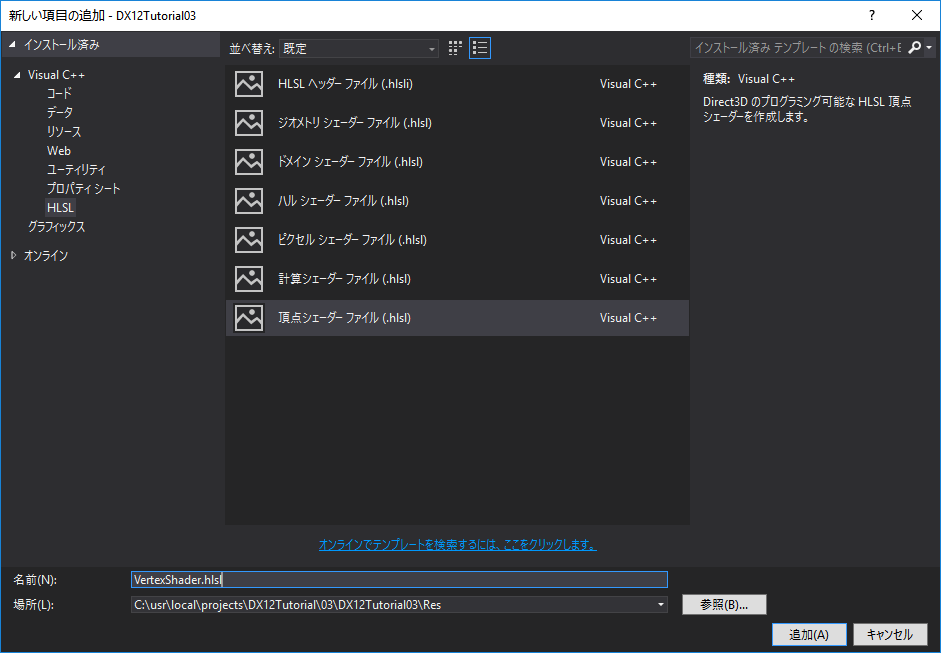 新しい項目の追加 - DX12Tutorial03
インストール済み
並べ替え: 既定
インストール済み テンプレート の検索 (Ctrl+E
Visual C++
コード
データ
リソース
Web
ユーティリティ
プロパティ シート
HLSL
グラフィックス
オンライン
HLSL ヘッダー ファイル (.hlsli) Visual C++
ジオメトリ シェーダー ファイル (.hlsl) Visual C++
ドメイン シェーダー ファイル (.hlsl) Visual C++
ハル シェーダー ファイル (.hlsl) Visual C++
ピクセル シェーダー ファイル (.hlsl) Visual C++
計算シェーダー ファイル (.hlsl) Visual C++
頂点シェーダー ファイル (.hlsl) Visual C++
種類: Visual C++
Direct3D のプログラミング可能な HLSL 頂点
シェーダーを作成します。
オンラインでテンプレートを検索するには、ここをクリックします。
名前(N): VertexShader.hlsl
場所(L): C:\usr\local\projects\DX12Tutorial\03\DX12Tutorial03\Res 参照(B)...
追加(A) キャンセル